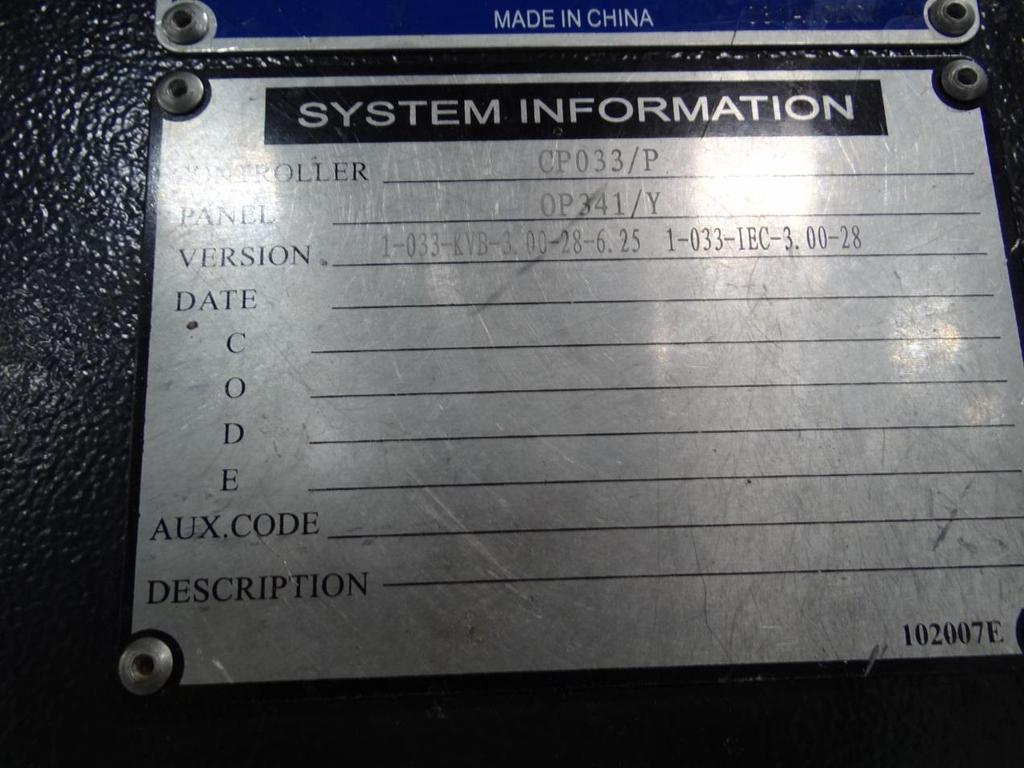 MADE IN CHINA
SYSTEM INFORMATION
CONTROLLER CP033/P
PANEL OP341/Y
VERSION 1-033-KVB-3.00-28-6.25 1-033-IEC-3.00-28
DATE
C
O
D
E
AUX.CODE
DESCRIPTION
102007E